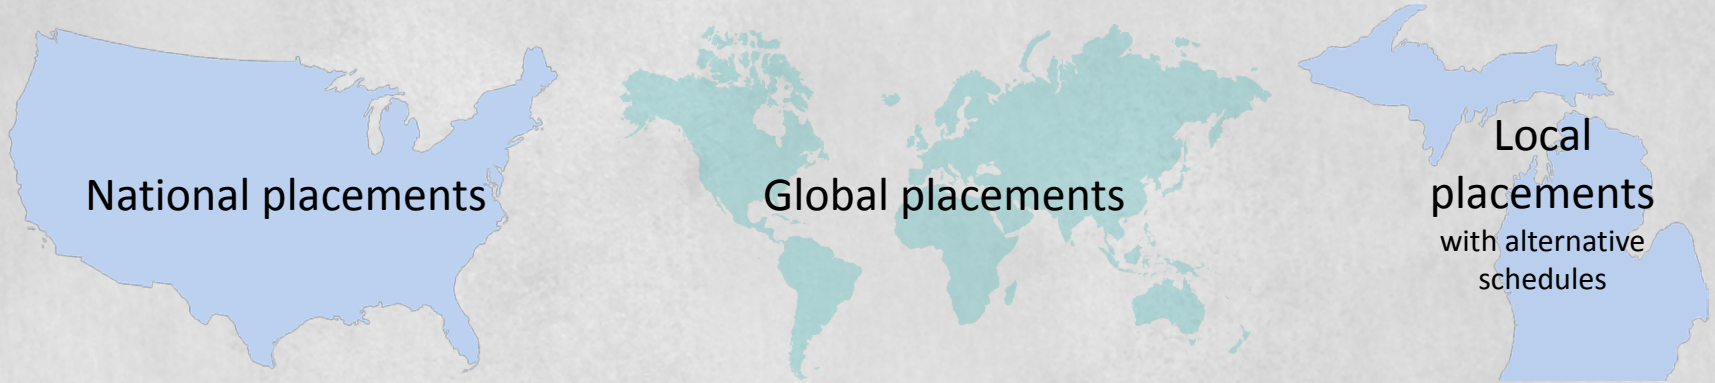 National placements
Global placements
Local
placements
with alternative
schedules